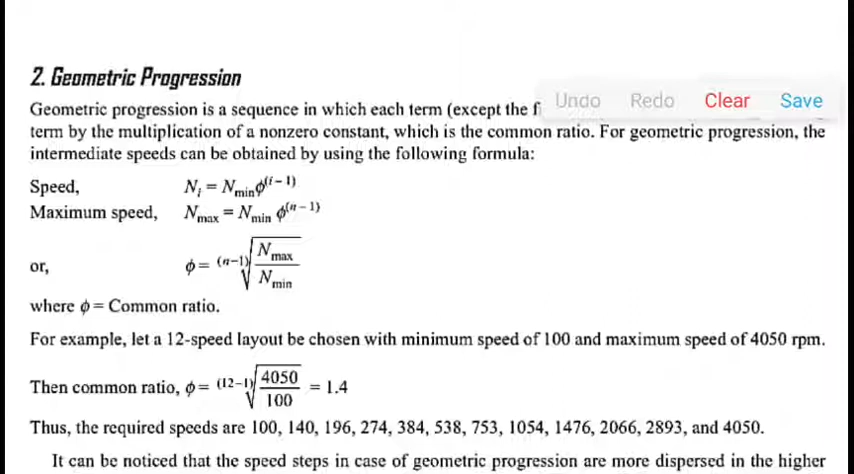 2. Geometric Progression
Geometric progression is a sequence in which each term (except the
Undo Redo Clear Save
term by the multiplication of a nonzero constant, which is the common ratio. For geometric progression, the
intermediate speeds can be obtained by using the following formula:
Speed, Nᵢ = Nmin ϕ^(i – 1)
Maximum speed, Nmax = Nmin ϕ^(n – 1)
or, ϕ = (n–1)√(Nmax / Nmin)
where ϕ = Common ratio.
For example, let a 12-speed layout be chosen with minimum speed of 100 and maximum speed of 4050 rpm.
Then common ratio, ϕ = (12–1)√(4050 / 100) = 1.4
Thus, the required speeds are 100, 140, 196, 274, 384, 538, 753, 1054, 1476, 2066, 2893, and 4050.
It can be noticed that the speed steps in case of geometric progression are more dispersed in the higher